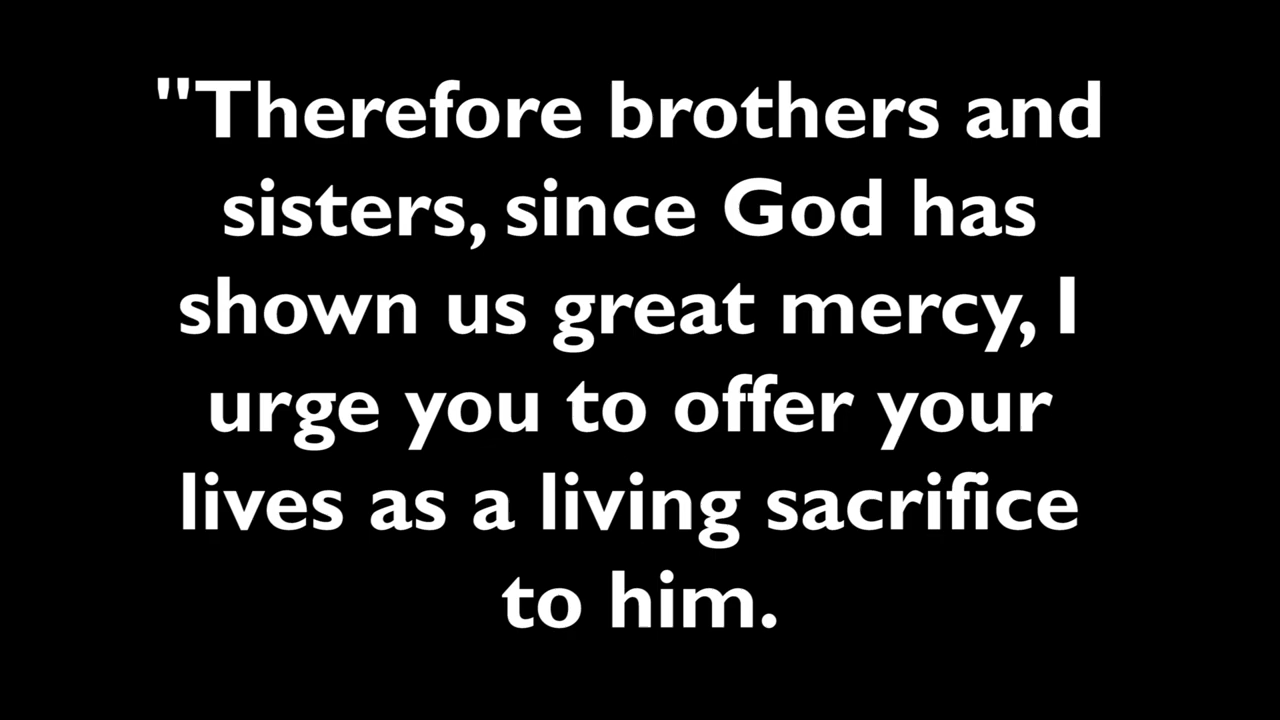 "Therefore brothers and
sisters, since God has
shown us great mercy, I
urge you to offer your
lives as a living sacrifice
to him.